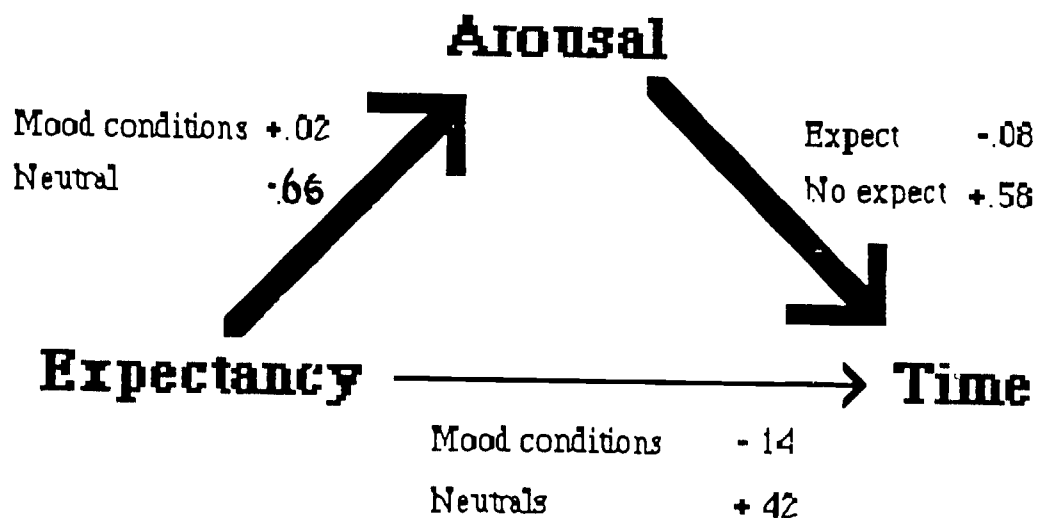 Arousal
Mood conditions +.02
Neutral -.66
Expect -.08
No expect +.58
Expectancy
Time
Mood conditions - 14
Neutrals + 42